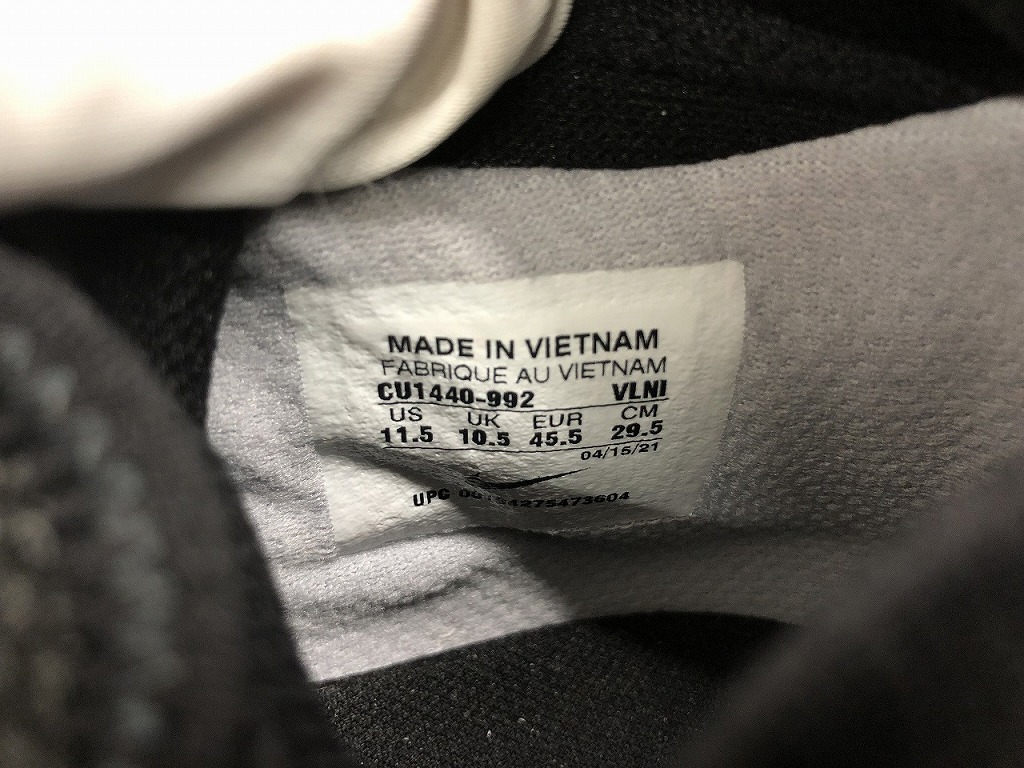 MADE IN VIETNAM
FABRIQUE AU VIETNAM
CU1440-992 VLNI
US UK EUR CM
11.5 10.5 45.5 29.5
04/15/21
UPC